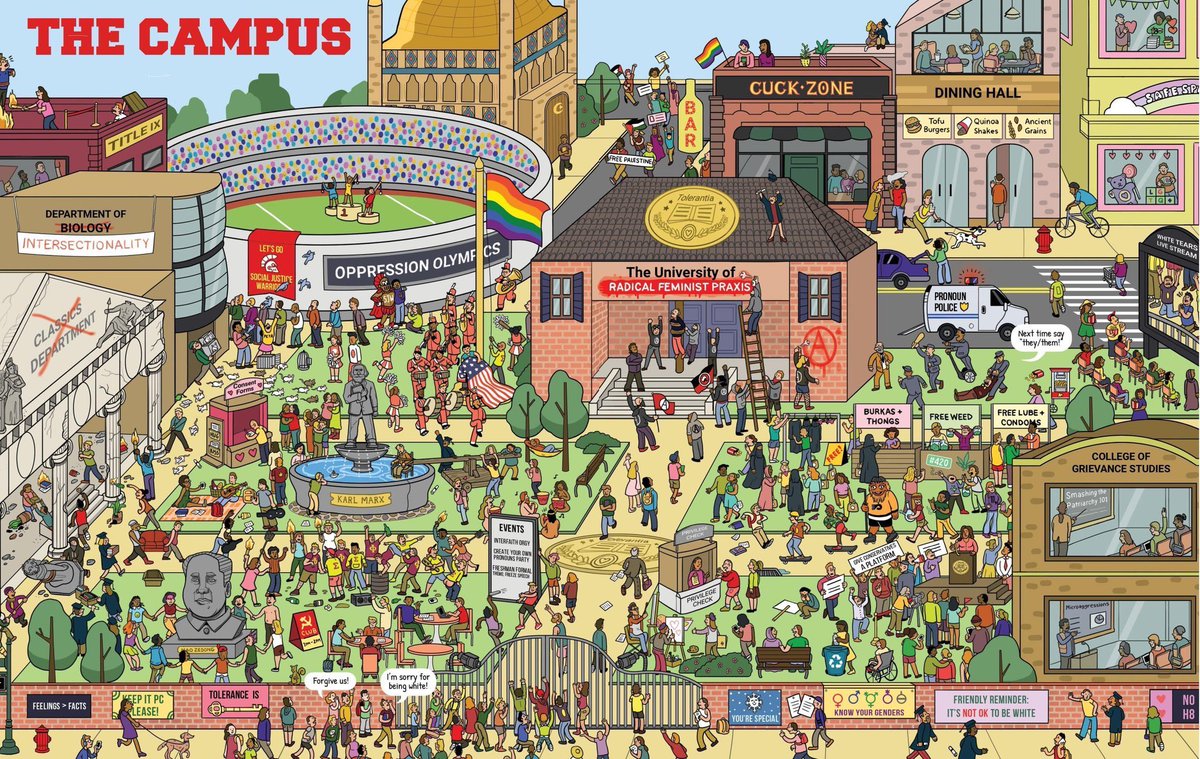 THE CAMPUS
TITLE IX
DEPARTMENT OF
BIOLOGY
INTERSECTIONALITY
CLASSICS
DEPARTMENT
LET'S GO
SOCIAL JUSTICE
WARRIORS
OPPRESSION OLYMPICS
FREE PALESTINE
BAR
CUCK·ZONE
DINING HALL
Tofu
Burgers
Quinoa
Shakes
Ancient
Grains
Tolerantia
The University of
RADICAL FEMINIST PRAXIS
WHITE TEARS
LIVE STREAM
PRONOUN
POLICE
Next time say
"they/them!"
Consent
Forms
KARL MARX
BURKAS +
THONGS
FREE WEED
FREE LUBE +
CONDOMS
FREE!
#420
COLLEGE OF
GRIEVANCE STUDIES
Smashing the
Patriarchy 101
Microaggressions
EVENTS
INTERFAITH ORGY
CREATE YOUR OWN
PRONOUNS PARTY
FRESHMAN FORMAL
THEME: FREEZE SPEECH
Tolerantia
PRIVILEGE
CHECK
PRIVILEGE
CHECK
A PLATFORM
MAO ZEDONG
CLUB
Forgive us!
I'm sorry for
being white!
FEELINGS > FACTS
KEEP IT PC
PLEASE!
TOLERANCE IS
YOU'RE SPECIAL
KNOW YOUR GENDERS
FRIENDLY REMINDER:
IT'S NOT OK TO BE WHITE
NO
H8